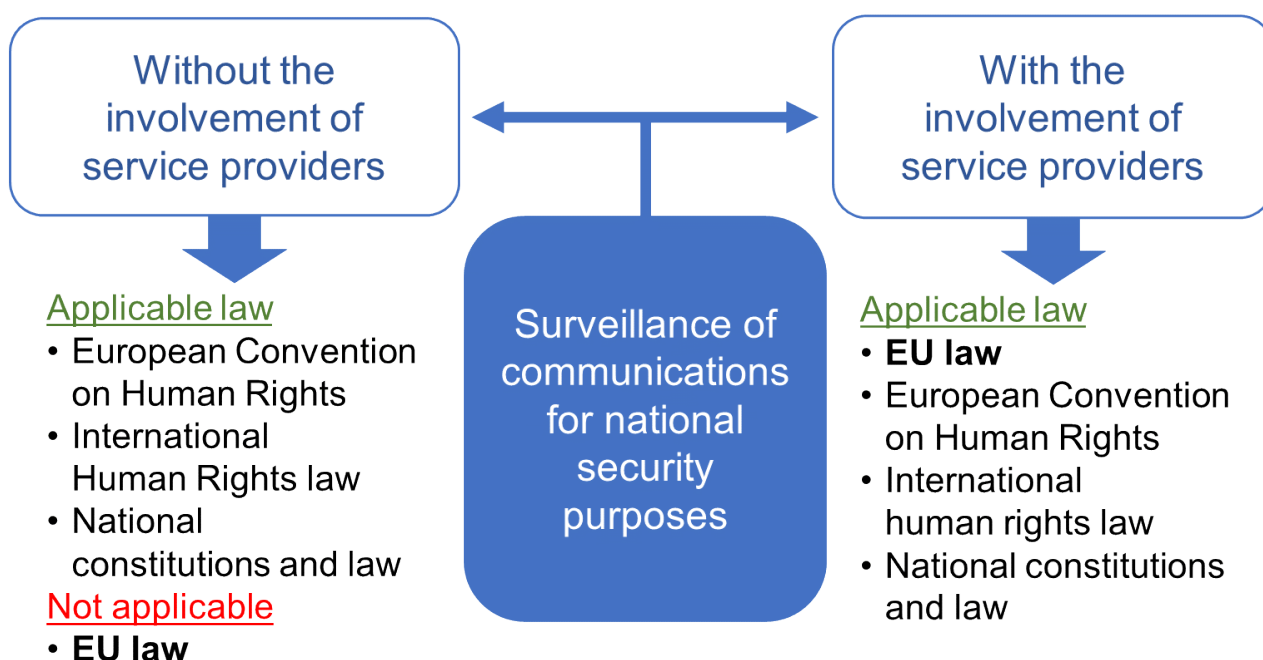 Without the
involvement of
service providers
Applicable law
• European Convention
on Human Rights
• International
Human Rights law
• National
constitutions and law
Not applicable
• EU law
Surveillance of
communications
for national
security
purposes
With the
involvement of
service providers
Applicable law
• EU law
• European Convention
on Human Rights
• International
human rights law
• National constitutions
and law